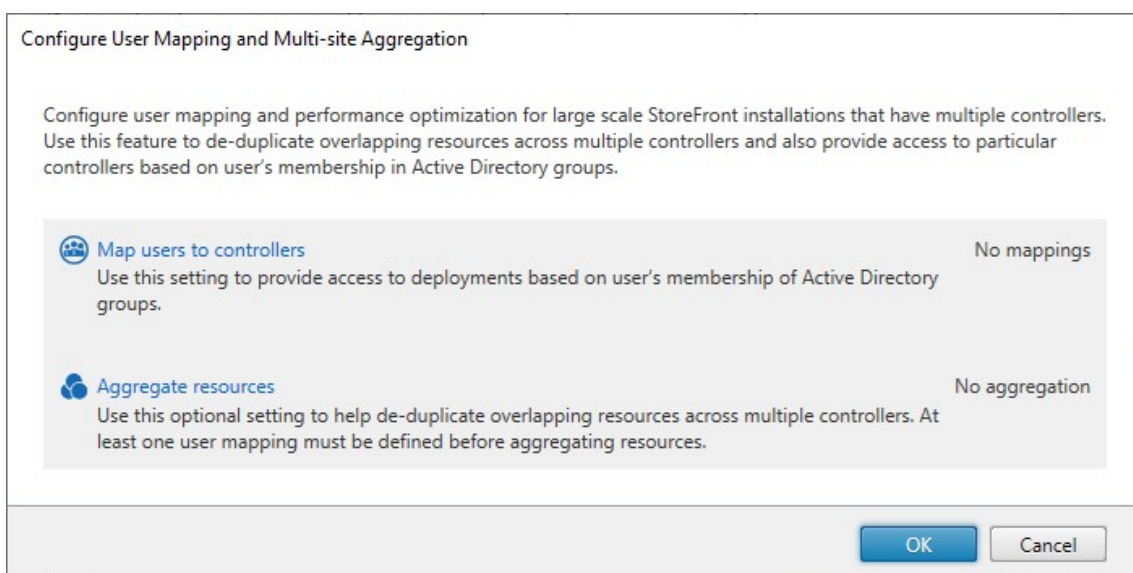 Configure User Mapping and Multi-site Aggregation
Configure user mapping and performance optimization for large scale StoreFront installations that have multiple controllers.
Use this feature to de-duplicate overlapping resources across multiple controllers and also provide access to particular
controllers based on user's membership in Active Directory groups.
Map users to controllers
No mappings
Use this setting to provide access to deployments based on user's membership of Active Directory
groups.
Aggregate resources
No aggregation
Use this optional setting to help de-duplicate overlapping resources across multiple controllers. At
least one user mapping must be defined before aggregating resources.
OK
Cancel